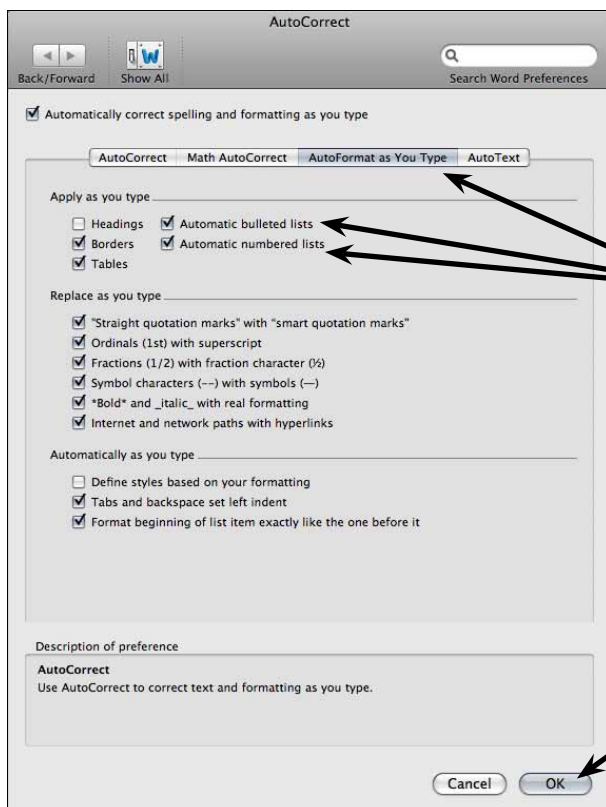 AutoCorrect
Back/Forward Show All Search Word Preferences
Automatically correct spelling and formatting as you type
AutoCorrect Math AutoCorrect AutoFormat as You Type AutoText
Apply as you type
Headings Automatic bulleted lists
Borders Automatic numbered lists
Tables
Replace as you type
"Straight quotation marks" with “smart quotation marks”
Ordinals (1st) with superscript
Fractions (1/2) with fraction character (½)
Symbol characters (--) with symbols (—)
*Bold* and _italic_ with real formatting
Internet and network paths with hyperlinks
Automatically as you type
Define styles based on your formatting
Tabs and backspace set left indent
Format beginning of list item exactly like the one before it
Description of preference
AutoCorrect
Use AutoCorrect to correct text and formatting as you type.
Cancel OK